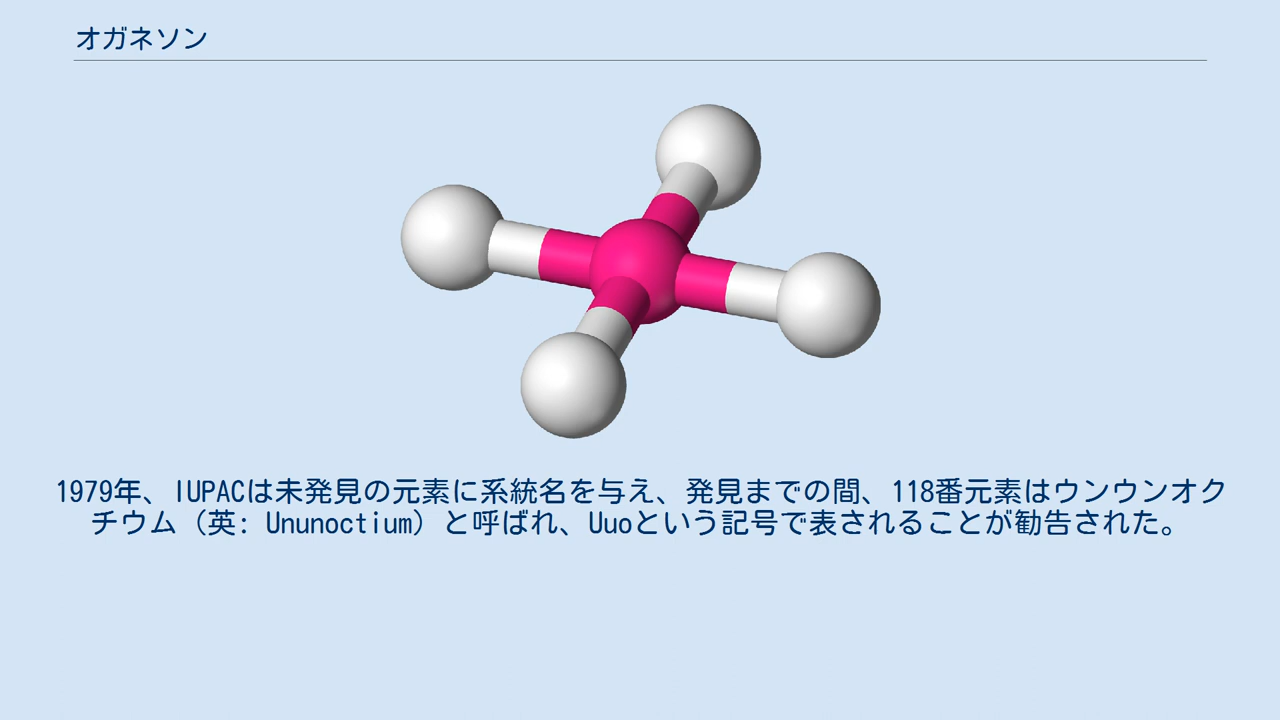 オガネソン
1979年、IUPACは未発見の元素に系統名を与え、発見までの間、118番元素はウンウンオク
チウム（英: Ununoctium）と呼ばれ、Uuoという記号で表されることが勧告された。